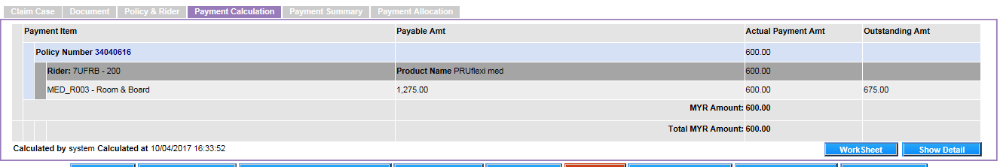 Claim Case Document Policy & Rider Payment Calculation Payment Summary Payment Allocation
Payment Item Payable Amt Actual Payment Amt Outstanding Amt
Policy Number 34040616 600.00
Rider: 7UFRB - 200 Product Name PRUflexi med 600.00
MED_R003 - Room & Board 1,275.00 600.00 675.00
MYR Amount: 600.00
Total MYR Amount: 600.00
Calculated by system Calculated at 10/04/2017 16:33:52 WorkSheet Show Detail